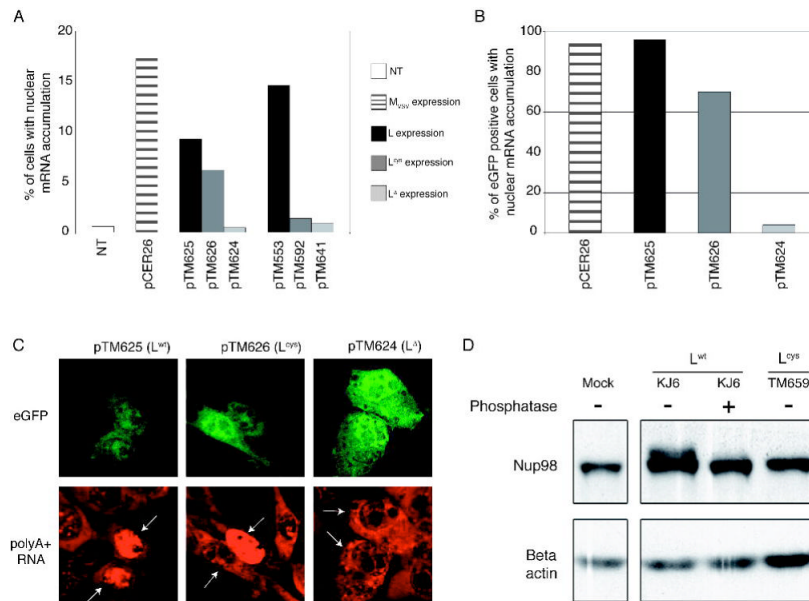 A
% of cells with nuclear
mRNA accumulation
20
15
10
5
0
NT
pCER26
pTM625
pTM626
pTM624
pTM553
pTM592
pTM641
NT
MVSV expression
L expression
Lcys expression
LΔ expression
B
% of eGFP positive cells with
nuclear mRNA accumulation
100
80
60
40
20
0
pCER26
pTM625
pTM626
pTM624
C
pTM625 (Lwt) pTM626 (Lcys) pTM624 (LΔ)
eGFP
polyA+
RNA
D
Lwt Lcys
Mock KJ6 KJ6 TM659
Phosphatase - - + -
Nup98
Beta
actin